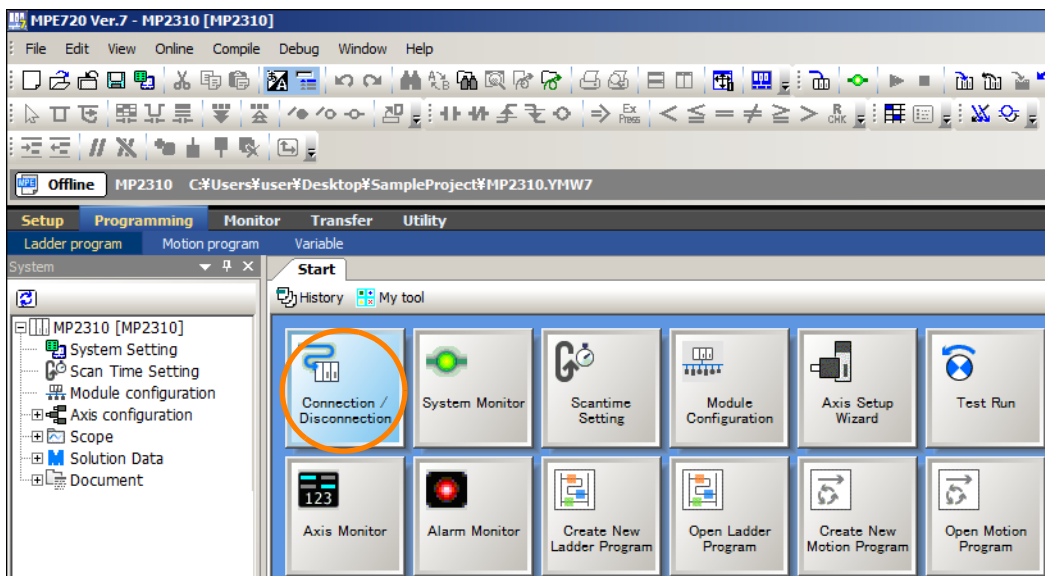 MPE720 Ver.7 - MP2310 [MP2310]
File Edit View Online Compile Debug Window Help
Ex Press
R CHK
MPE Offline MP2310 C:¥Users¥user¥Desktop¥SampleProject¥MP2310.YMW7
Setup Programming Monitor Transfer Utility
Ladder program Motion program Variable
System
Start
History My tool
MP2310 [MP2310]
System Setting
Scan Time Setting
Module configuration
Axis configuration
Scope
Solution Data
Document
Connection /
Disconnection
System Monitor
Scantime
Setting
Module
Configuration
Axis Setup
Wizard
Test Run
123
Axis Monitor
Alarm Monitor
Create New
Ladder Program
Open Ladder
Program
Create New
Motion Program
Open Motion
Program